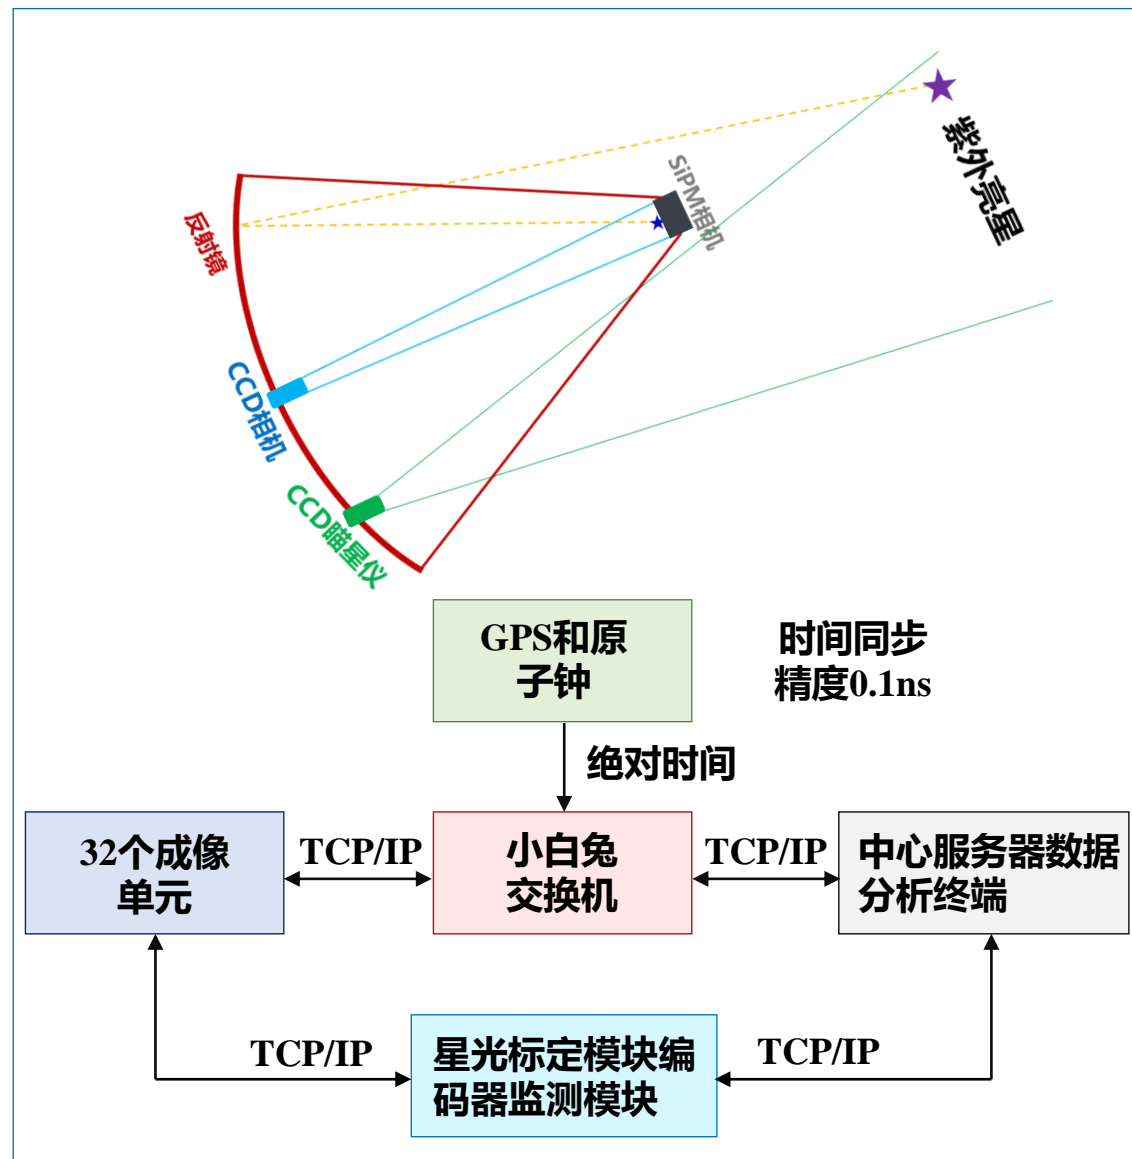 紫外亮星
SiPM相机
反射镜
CCD相机
CCD瞄星仪
GPS和原
子钟
时间同步
精度0.1ns
绝对时间
32个成像
单元
TCP/IP
小白兔
交换机
TCP/IP
中心服务器数据
分析终端
TCP/IP
星光标定模块编
码器监测模块
TCP/IP